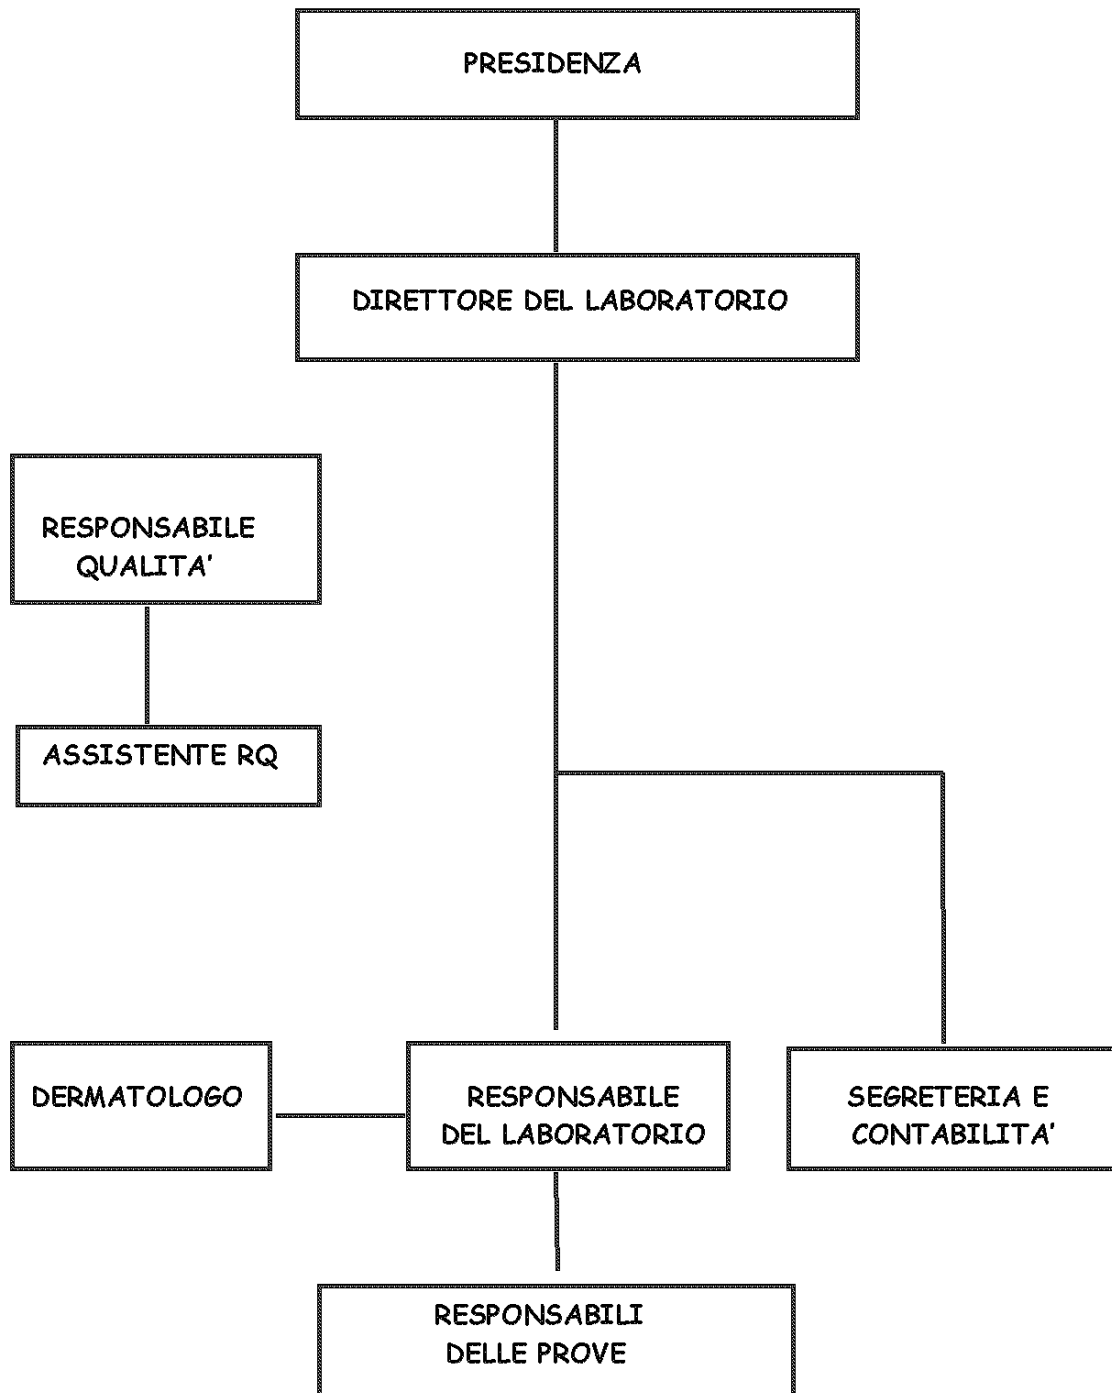 PRESIDENZA
DIRETTORE DEL LABORATORIO
RESPONSABILE
QUALITA'
ASSISTENTE RQ
DERMATOLOGO
RESPONSABILE
DEL LABORATORIO
SEGRETERIA E
CONTABILITA'
RESPONSABILI
DELLE PROVE